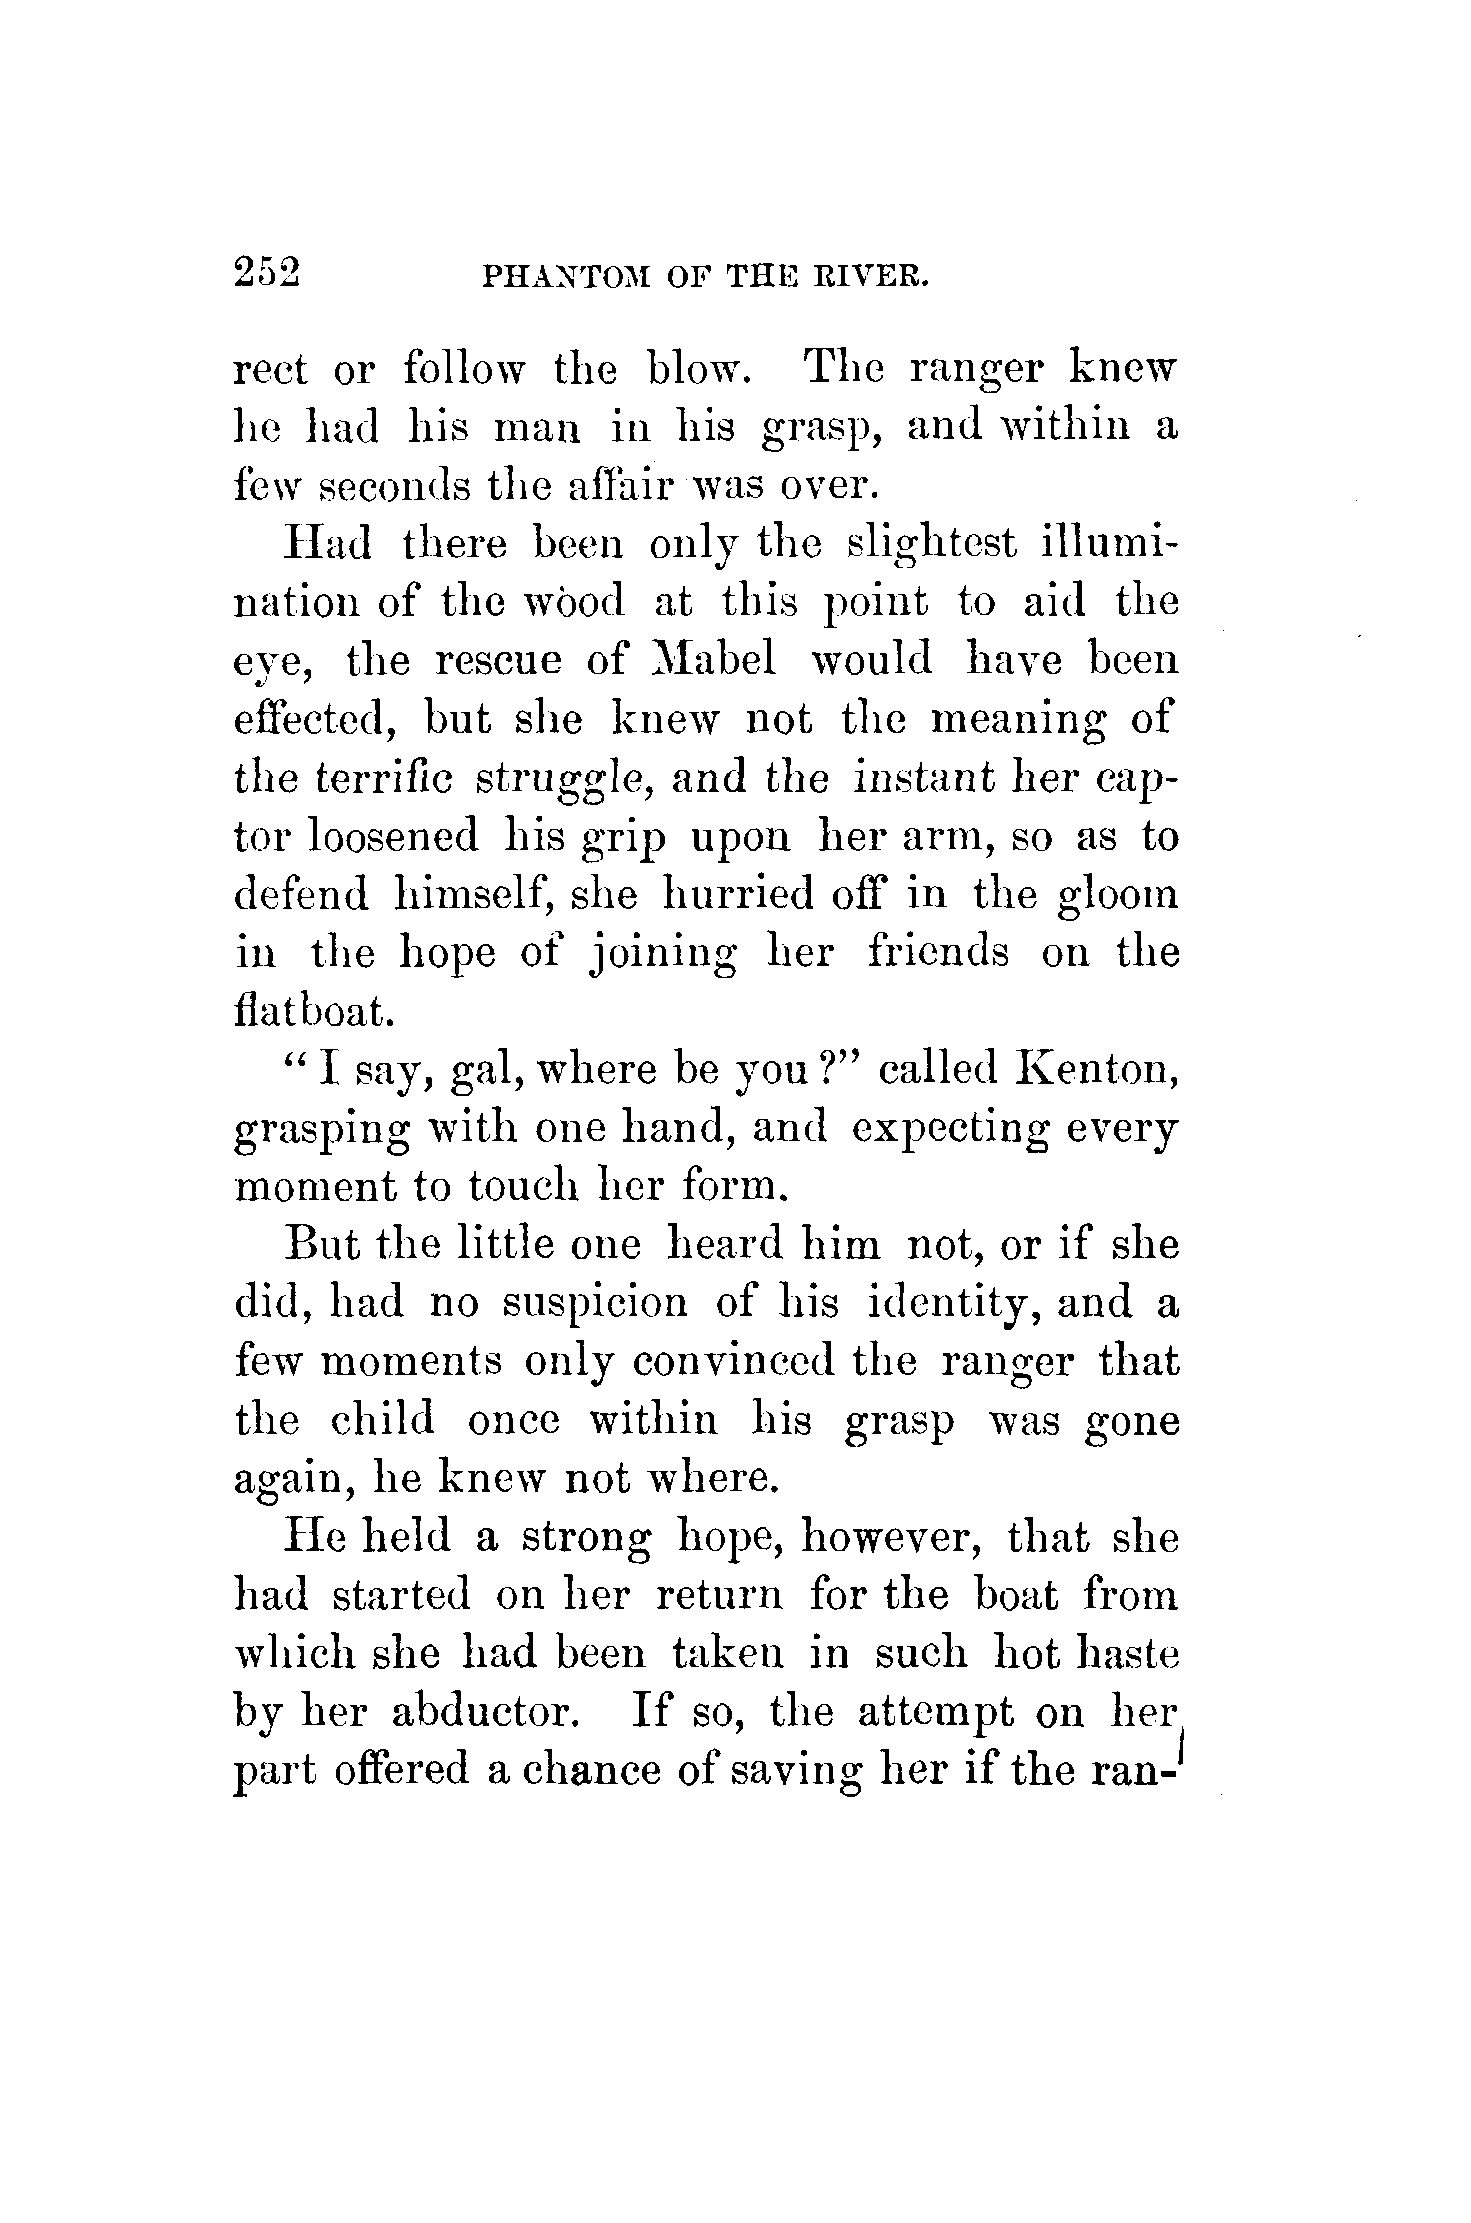 252 PHANTOM OF THE RIVER.
rect or follow the blow. The ranger knew
he had his man in his grasp, and within a
few seconds the affair was over.
Had there been only the slightest illumi-
nation of the wood at this point to aid the
eye, the rescue of Mabel would have been
effected, but she knew not the meaning of
the terrific struggle, and the instant her cap-
tor loosened his grip upon her arm, so as to
defend himself, she hurried off in the gloom
in the hope of joining her friends on the
flatboat.
“ I say, gal, where be you ?” called Kenton,
grasping with one hand, and expecting every
moment to touch her form.
But the little one heard him not, or if she
did, had no suspicion of his identity, and a
few moments only convinced the ranger that
the child once within his grasp was gone
again, he knew not where.
He held a strong hope, however, that she
had started on her return for the boat from
which she had been taken in such hot haste
by her abductor. If so, the attempt on her
part offered a chance of saving her if the ran-